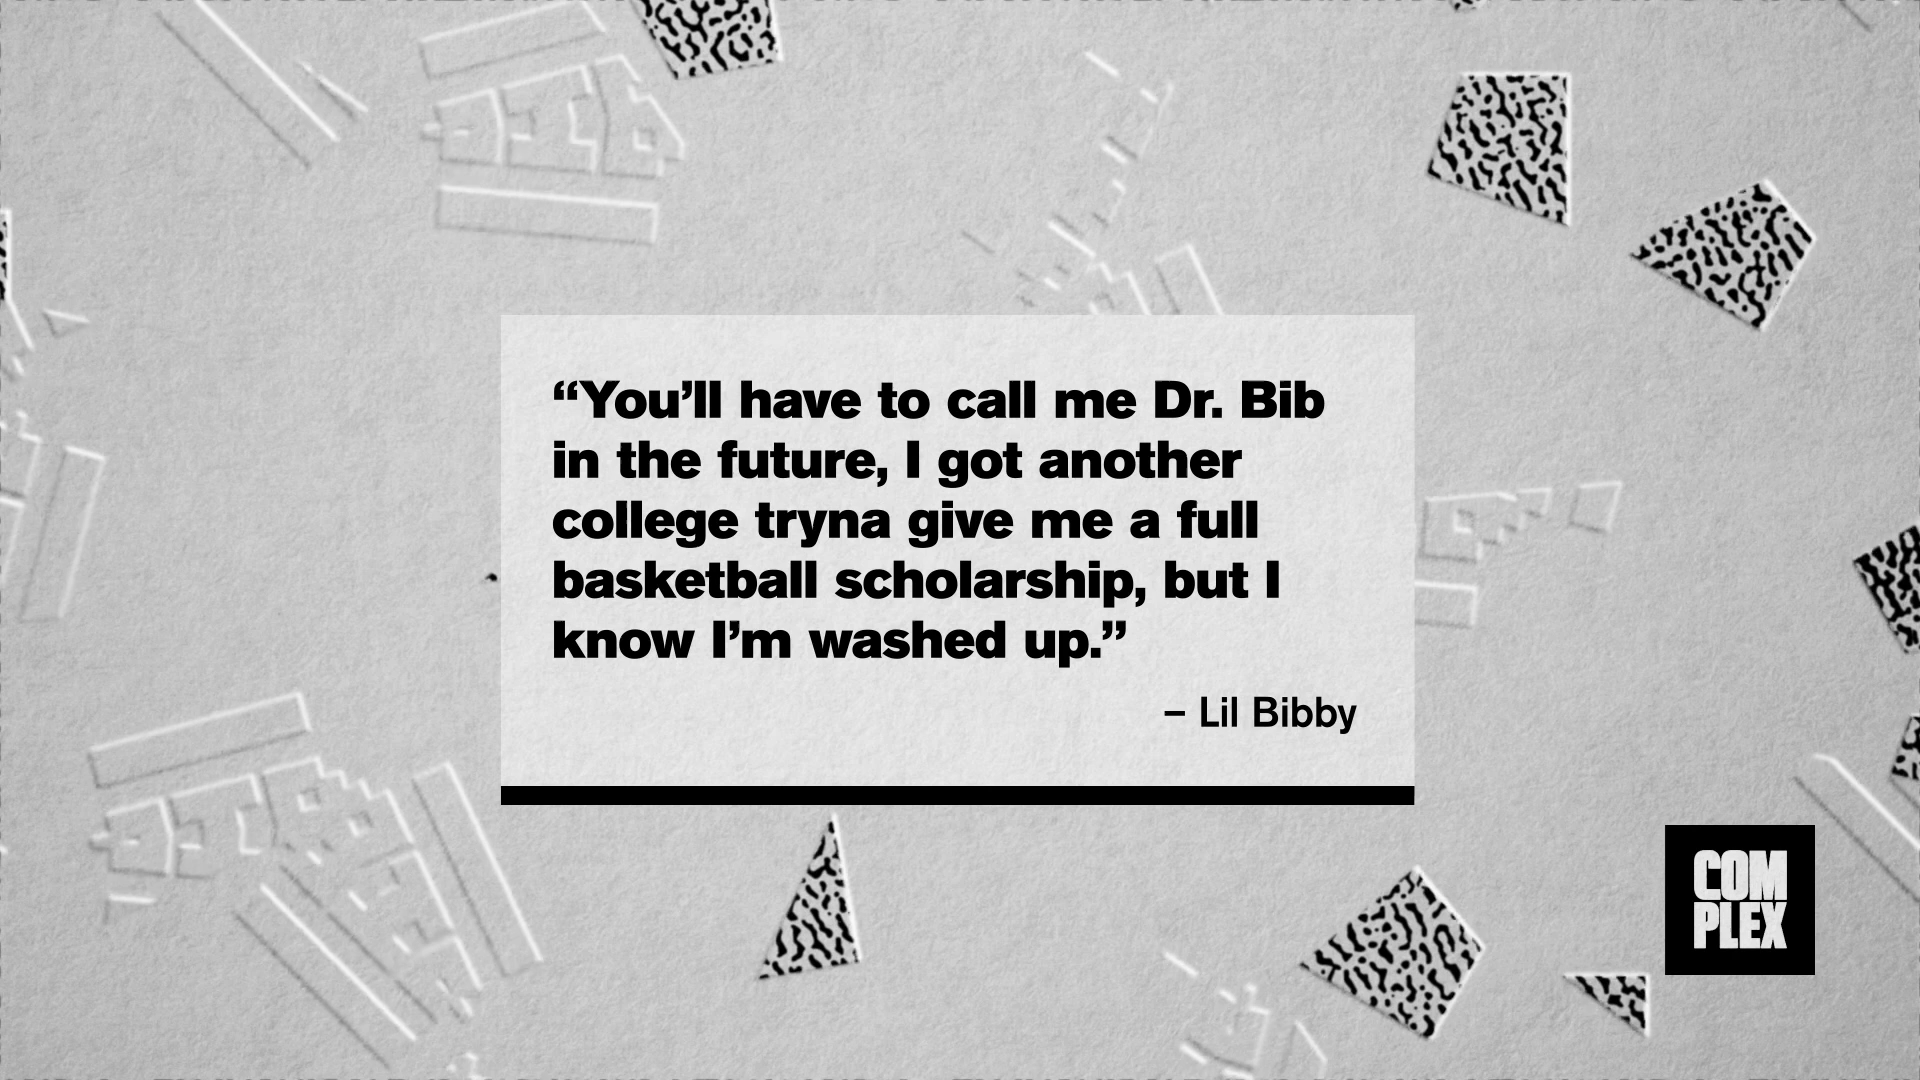 “You’ll have to call me Dr. Bib
in the future, I got another
college tryna give me a full
basketball scholarship, but I
know I’m washed up.”
– Lil Bibby
COM
PLEX